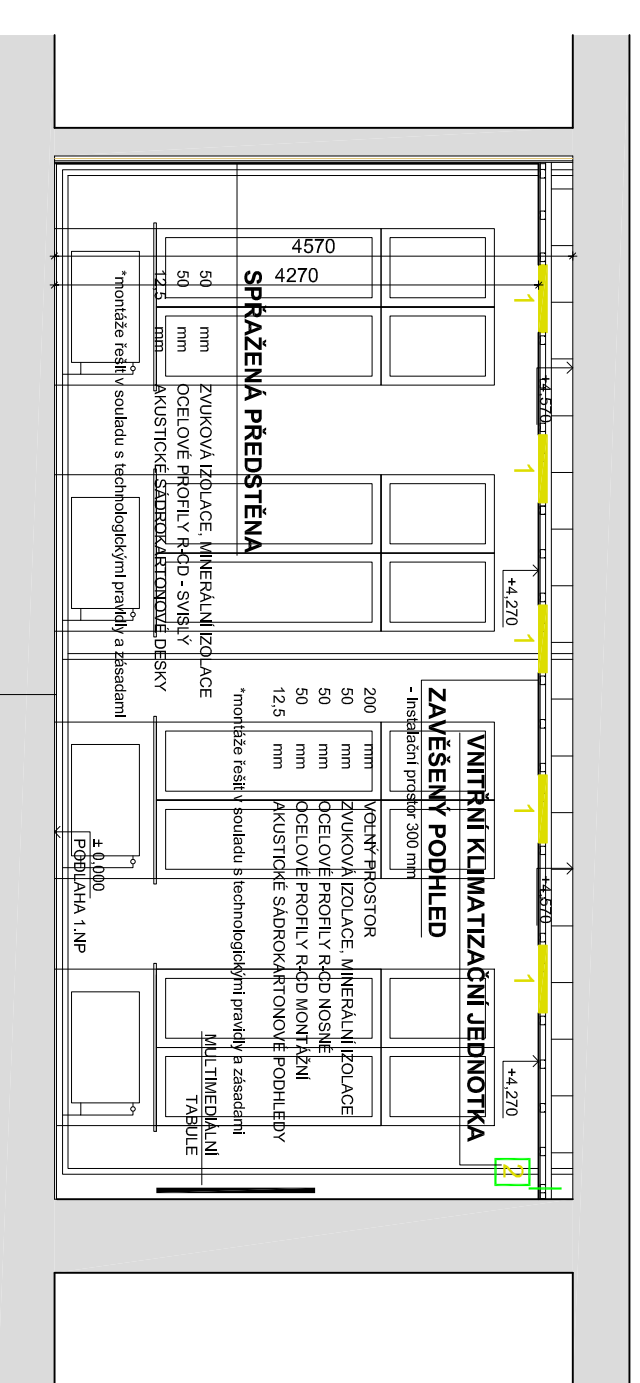 4570
4270
SPŘAŽENÁ PŘEDSTĚNA
50 mm ZVUKOVÁ IZOLACE, MINERÁLNÍ IZOLACE
50 mm OCELOVÉ PROFILY R-CD - SVISLÝ
12,5 mm AKUSTICKÉ SÁDROKARTONOVÉ DESKY
*montáže řešit v souladu s technologickými pravidly a zásadami
VNITŘNÍ KLIMATIZAČNÍ JEDNOTKA
ZAVĚŠENÝ PODHLED
- Instalační prostor 300 mm
200 mm VOLNÝ PROSTOR
50 mm ZVUKOVÁ IZOLACE, MINERÁLNÍ IZOLACE
50 mm OCELOVÉ PROFILY R-CD NOSNÉ
50 mm OCELOVÉ PROFILY R-CD MONTÁŽNÍ
12,5 mm AKUSTICKÉ SÁDROKARTONOVÉ PODHLEDY
*montáže řešit v souladu s technologickými pravidly a zásadami
MULTIMEDIÁLNÍ
TABULE
± 0,000
PODLAHA 1.NP
+4,570
+4,270
+4,570
+4,270
1
1
1
1
1
2